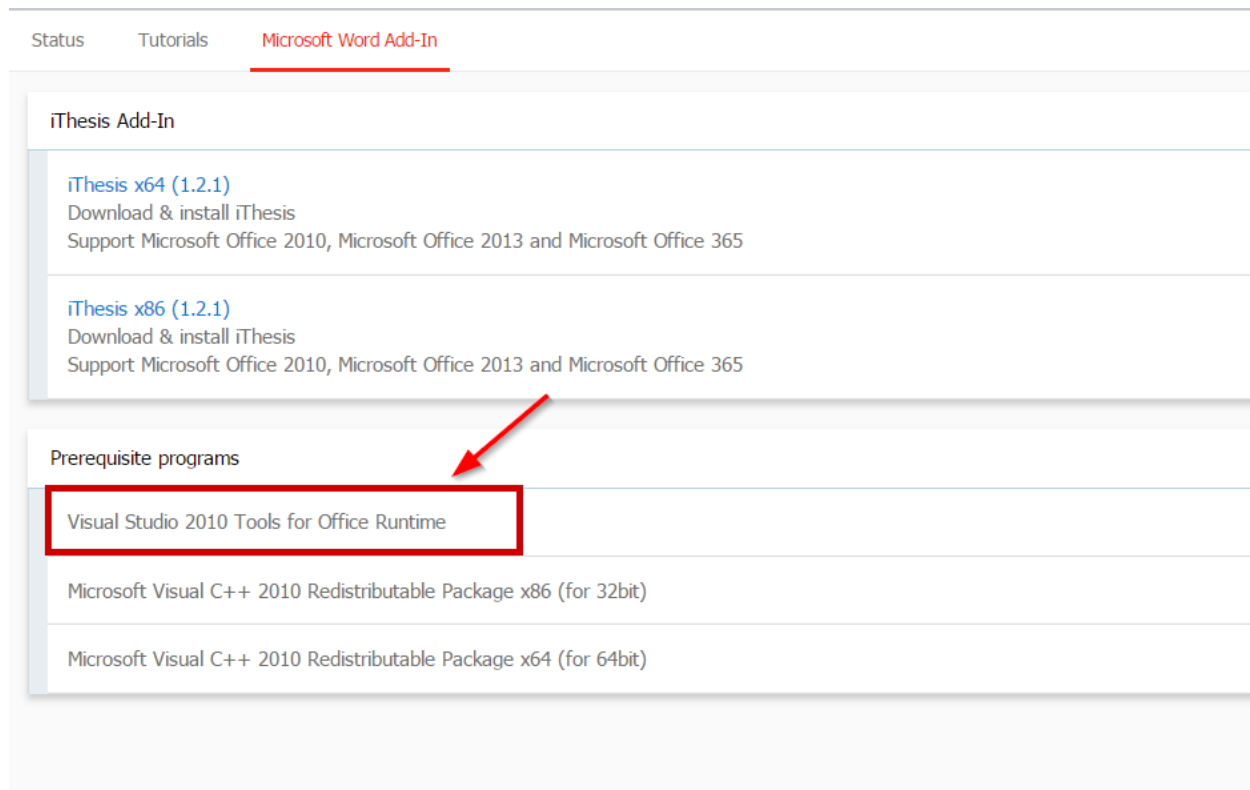 Status Tutorials Microsoft Word Add-In
iThesis Add-In
iThesis x64 (1.2.1)
Download & install iThesis
Support Microsoft Office 2010, Microsoft Office 2013 and Microsoft Office 365
iThesis x86 (1.2.1)
Download & install iThesis
Support Microsoft Office 2010, Microsoft Office 2013 and Microsoft Office 365
Prerequisite programs
Visual Studio 2010 Tools for Office Runtime
Microsoft Visual C++ 2010 Redistributable Package x86 (for 32bit)
Microsoft Visual C++ 2010 Redistributable Package x64 (for 64bit)